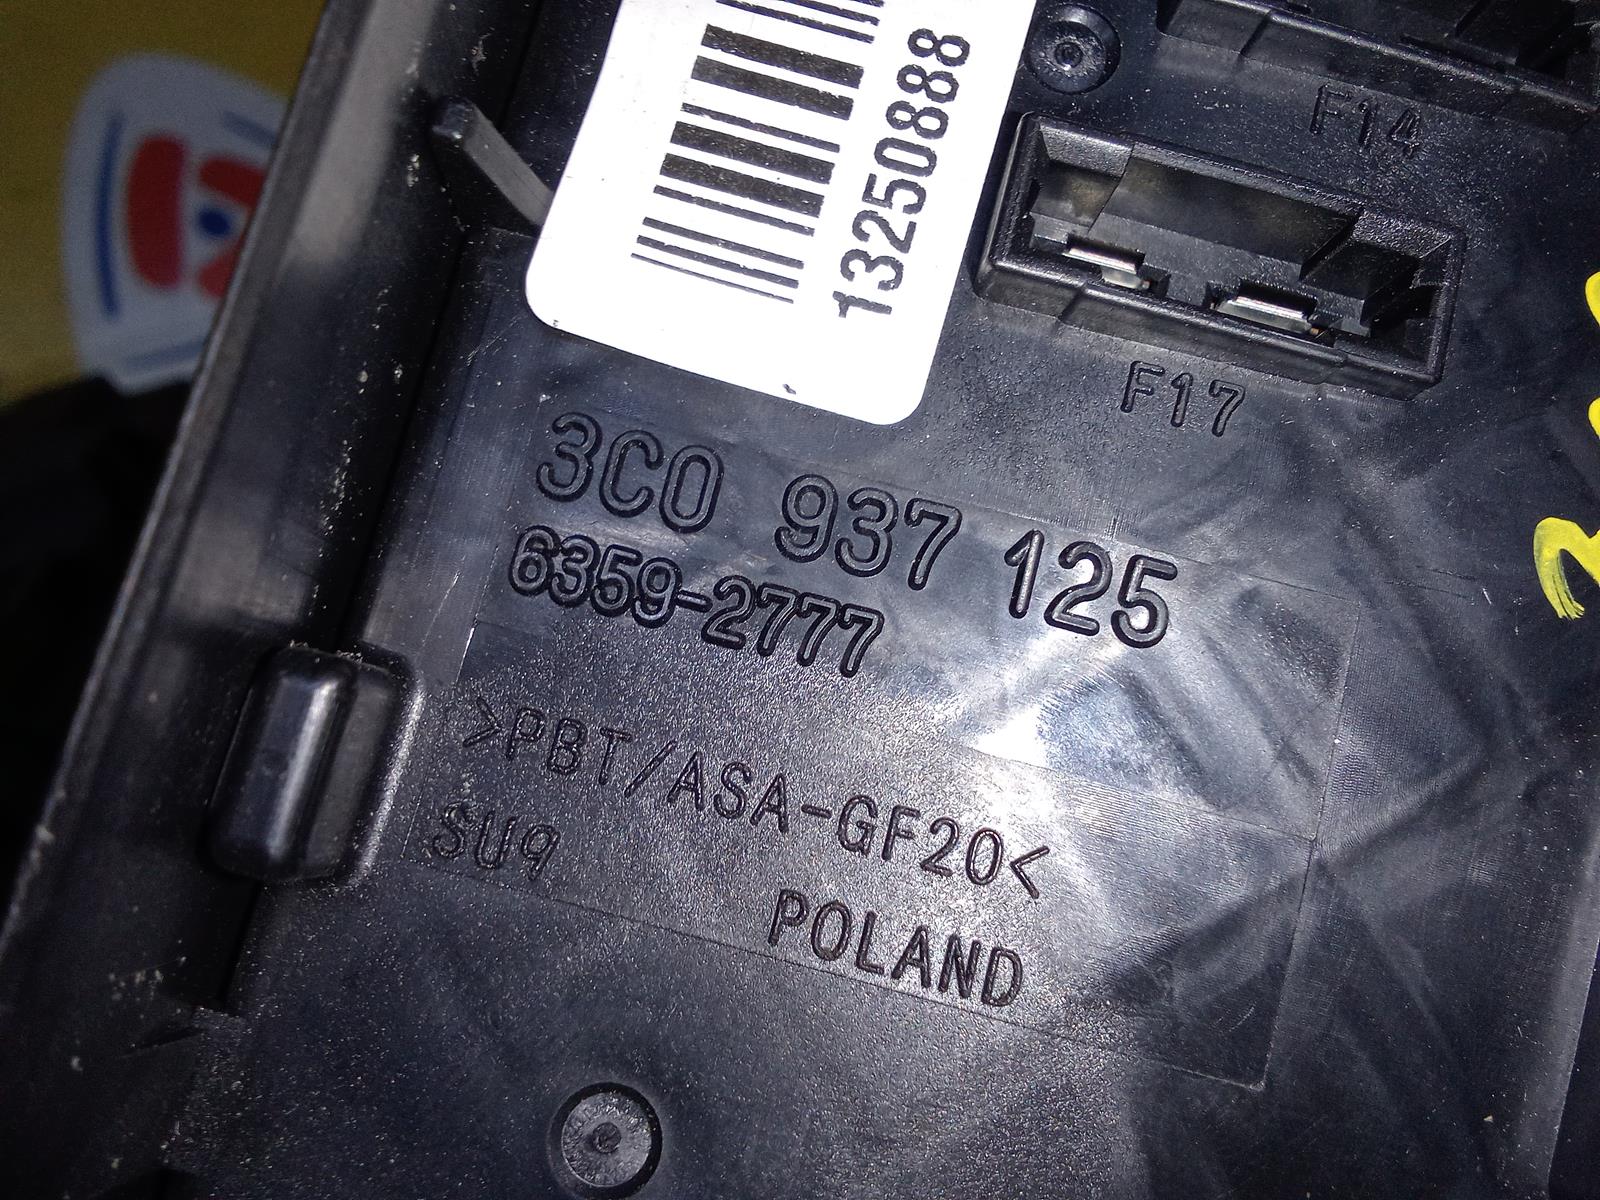 13250888
F14
F17
3C0 937 125
6359-2777
>PBT/ASA-GF20<
SU9
POLAND